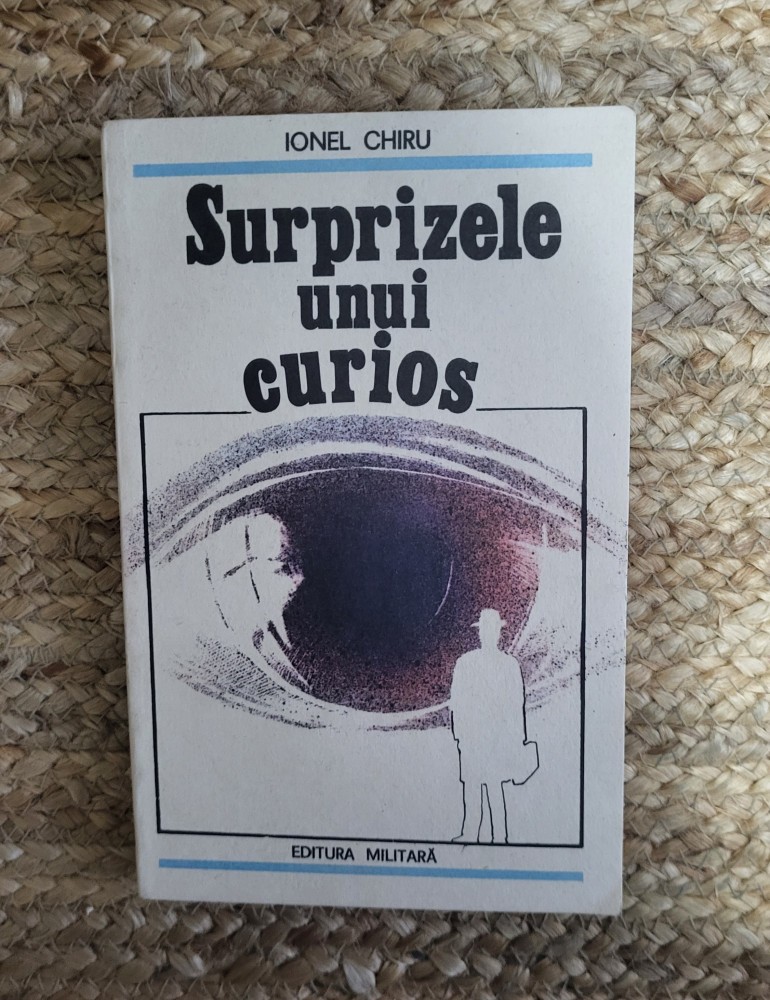 IONEL CHIRU
Surprizele
unui
curios
EDITURA MILITARĂ